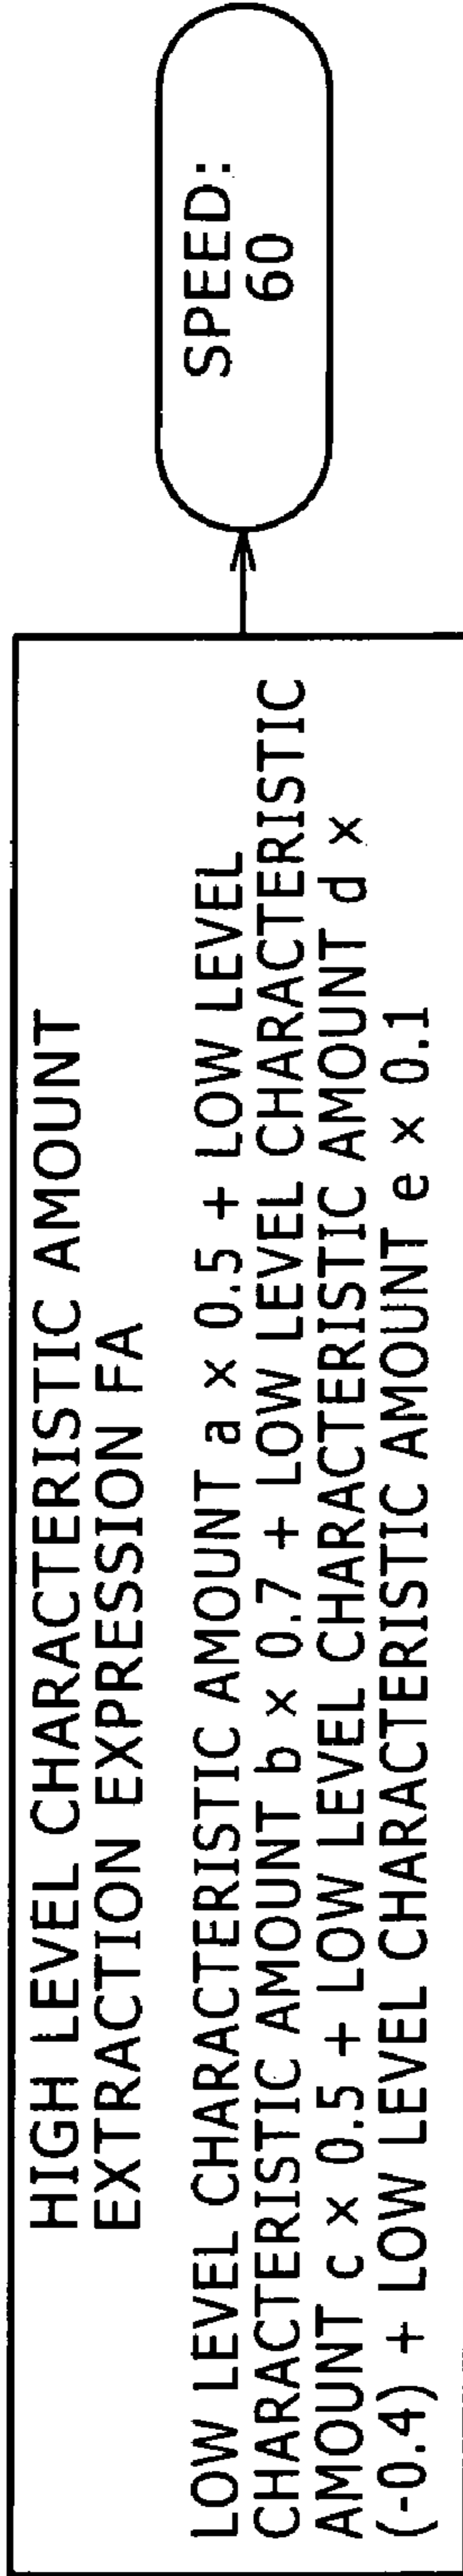 HIGH LEVEL CHARACTERISTIC AMOUNT
EXTRACTION EXPRESSION FA
LOW LEVEL CHARACTERISTIC AMOUNT a × 0.5 + LOW LEVEL
CHARACTERISTIC AMOUNT b × 0.7 + LOW LEVEL CHARACTERISTIC
AMOUNT c × 0.5 + LOW LEVEL CHARACTERISTIC AMOUNT d ×
(-0.4) + LOW LEVEL CHARACTERISTIC AMOUNT e × 0.1
SPEED:
60